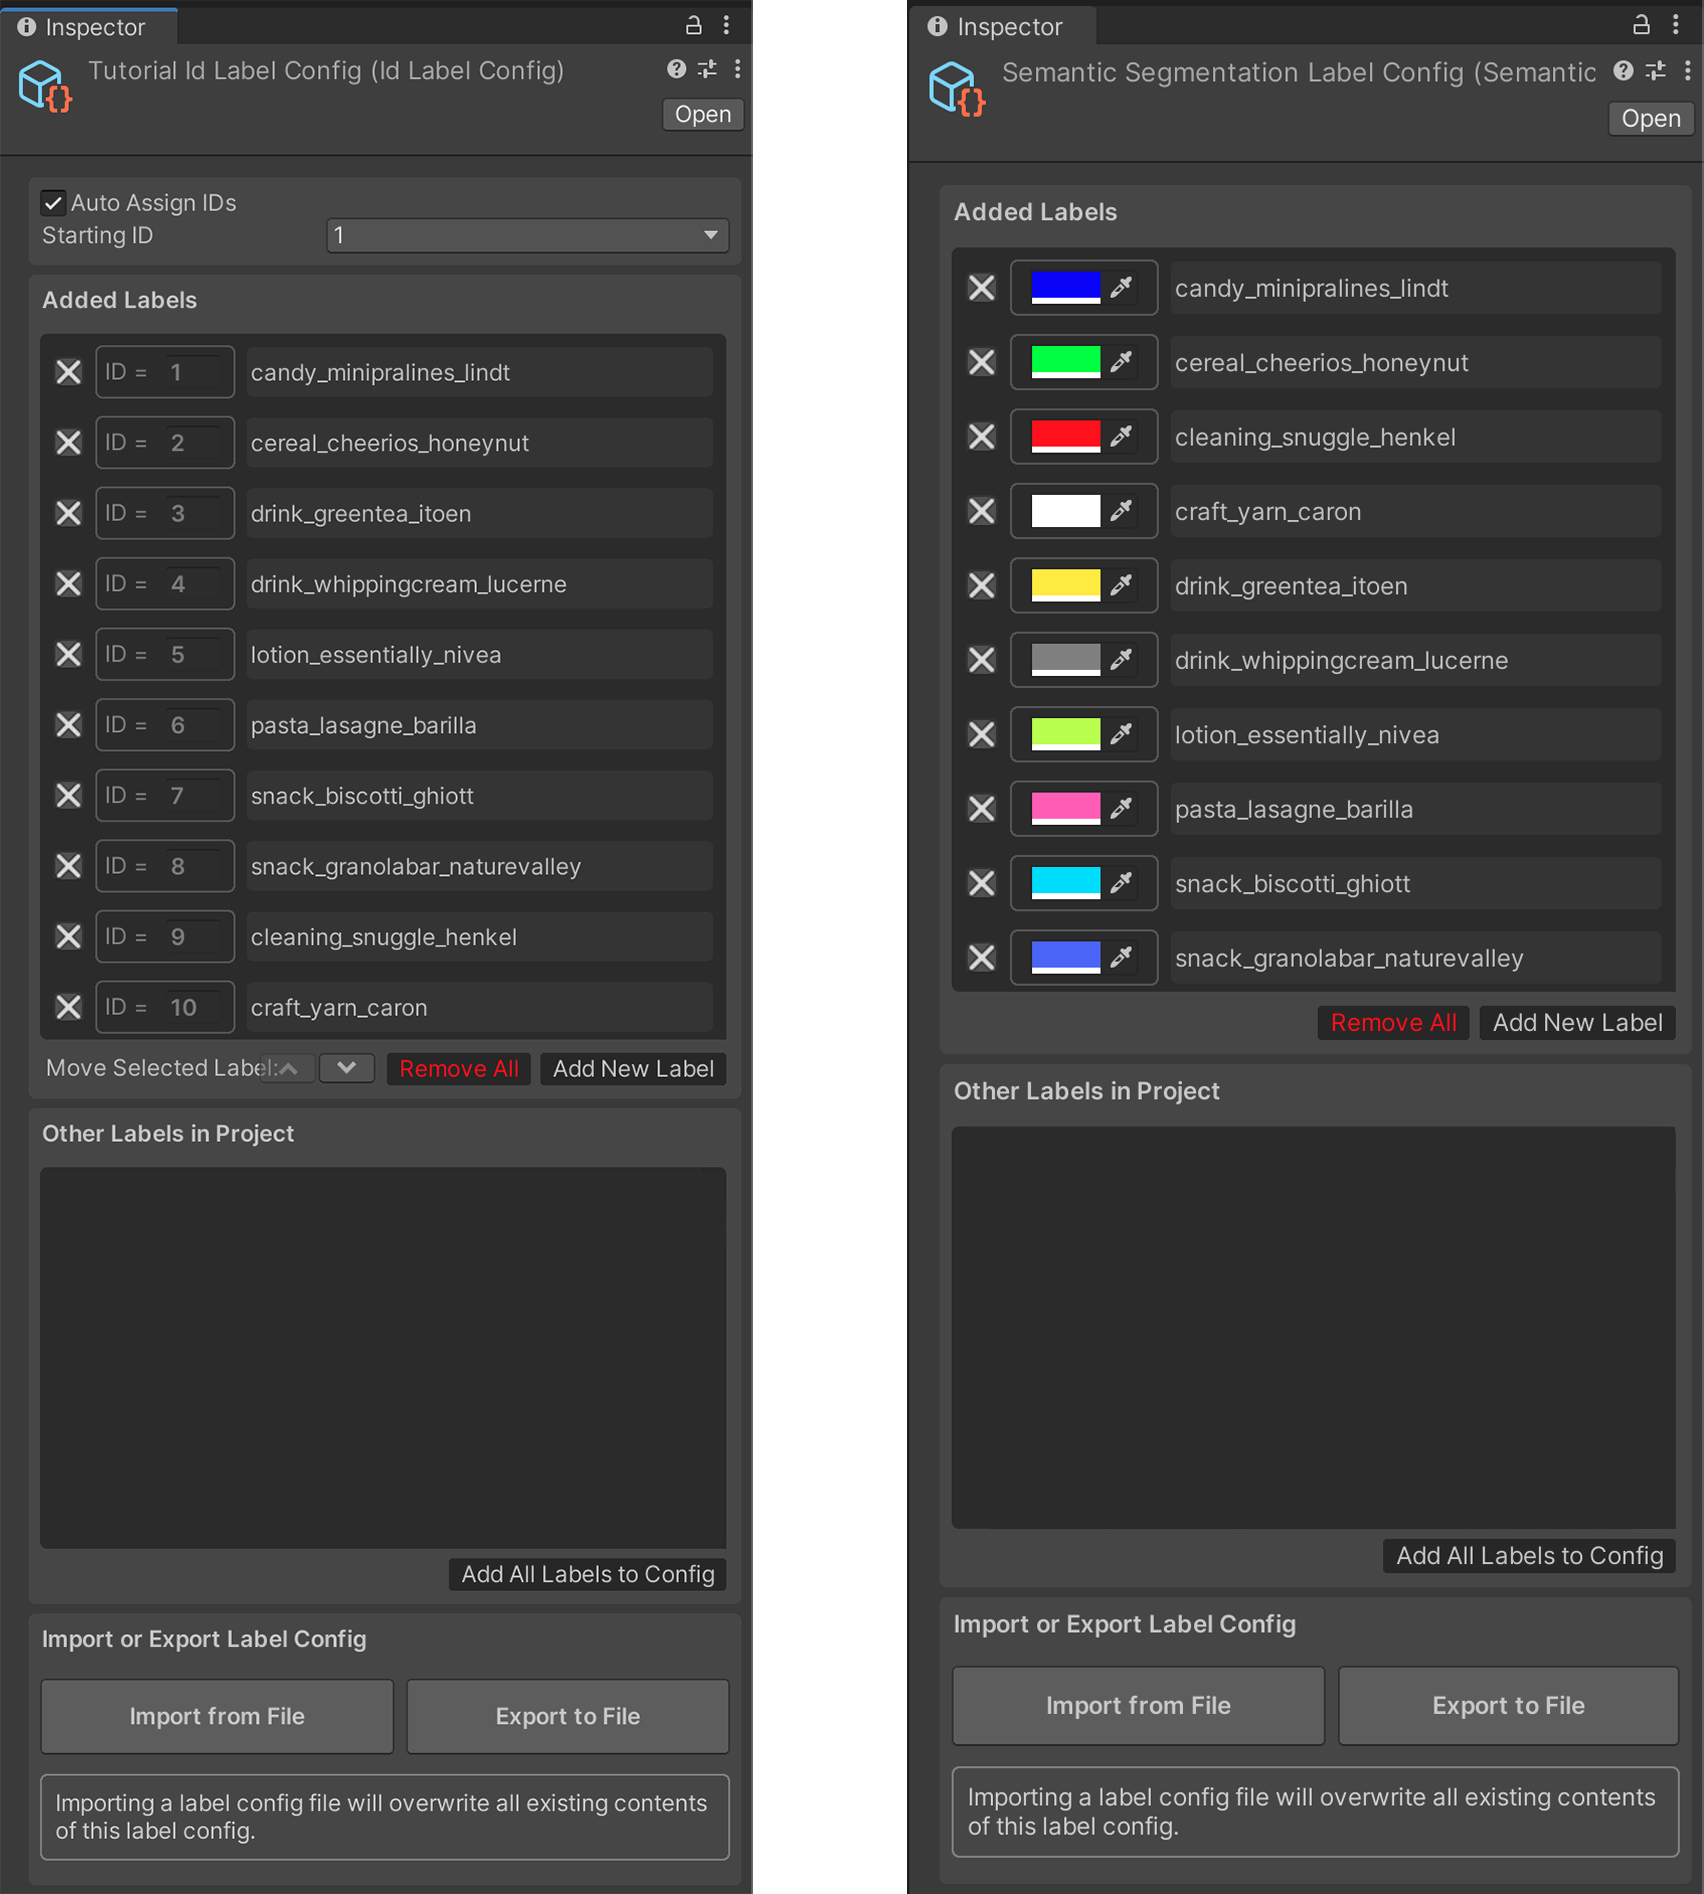 Inspector
Tutorial Id Label Config (Id Label Config)
Open
Auto Assign IDs
Starting ID 1
Added Labels
ID = 1 candy_minipralines_lindt
ID = 2 cereal_cheerios_honeynut
ID = 3 drink_greentea_itoen
ID = 4 drink_whippingcream_lucerne
ID = 5 lotion_essentially_nivea
ID = 6 pasta_lasagne_barilla
ID = 7 snack_biscotti_ghiott
ID = 8 snack_granolabar_naturevalley
ID = 9 cleaning_snuggle_henkel
ID = 10 craft_yarn_caron
Move Selected Label: Remove All Add New Label
Other Labels in Project
Add All Labels to Config
Import or Export Label Config
Import from File Export to File
Importing a label config file will overwrite all existing contents
of this label config.
Inspector
Semantic Segmentation Label Config (Semantic
Open
Added Labels
candy_minipralines_lindt
cereal_cheerios_honeynut
cleaning_snuggle_henkel
craft_yarn_caron
drink_greentea_itoen
drink_whippingcream_lucerne
lotion_essentially_nivea
pasta_lasagne_barilla
snack_biscotti_ghiott
snack_granolabar_naturevalley
Remove All Add New Label
Other Labels in Project
Add All Labels to Config
Import or Export Label Config
Import from File Export to File
Importing a label config file will overwrite all existing contents
of this label config.